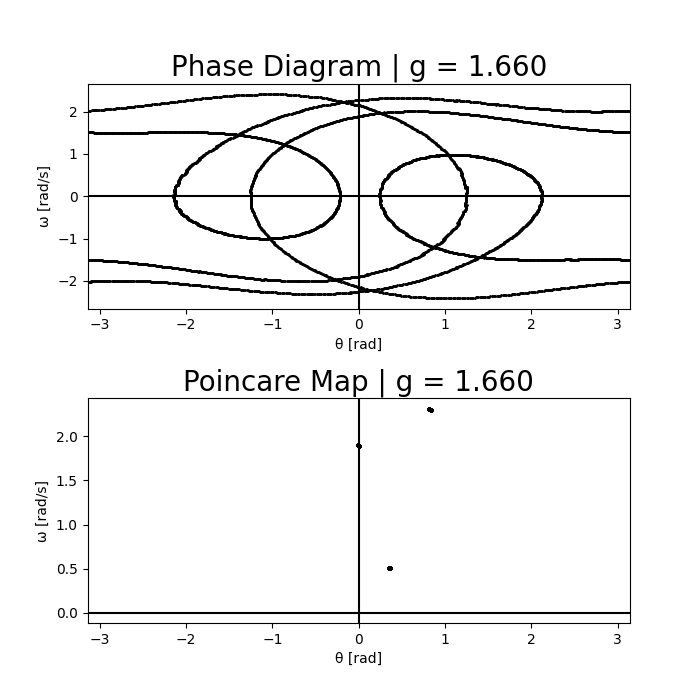 Phase Diagram | g = 1.660
2
1
0
−1
−2
ω [rad/s]
−3 −2 −1 0 1 2 3
θ [rad]
Poincare Map | g = 1.660
2.0
1.5
1.0
0.5
0.0
ω [rad/s]
−3 −2 −1 0 1 2 3
θ [rad]